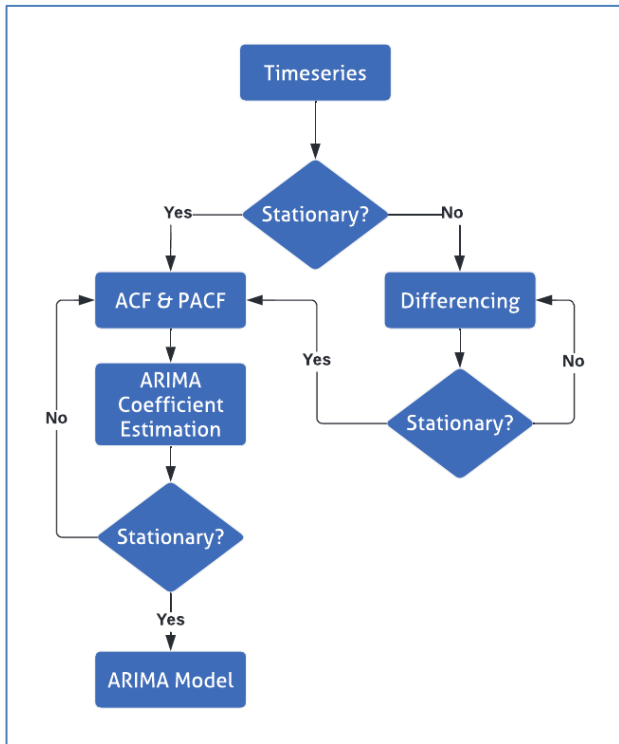 Timeseries
Stationary?
Yes
No
ACF & PACF
Differencing
Yes
No
ARIMA
Coefficient
Estimation
No
Stationary?
Stationary?
Yes
ARIMA Model